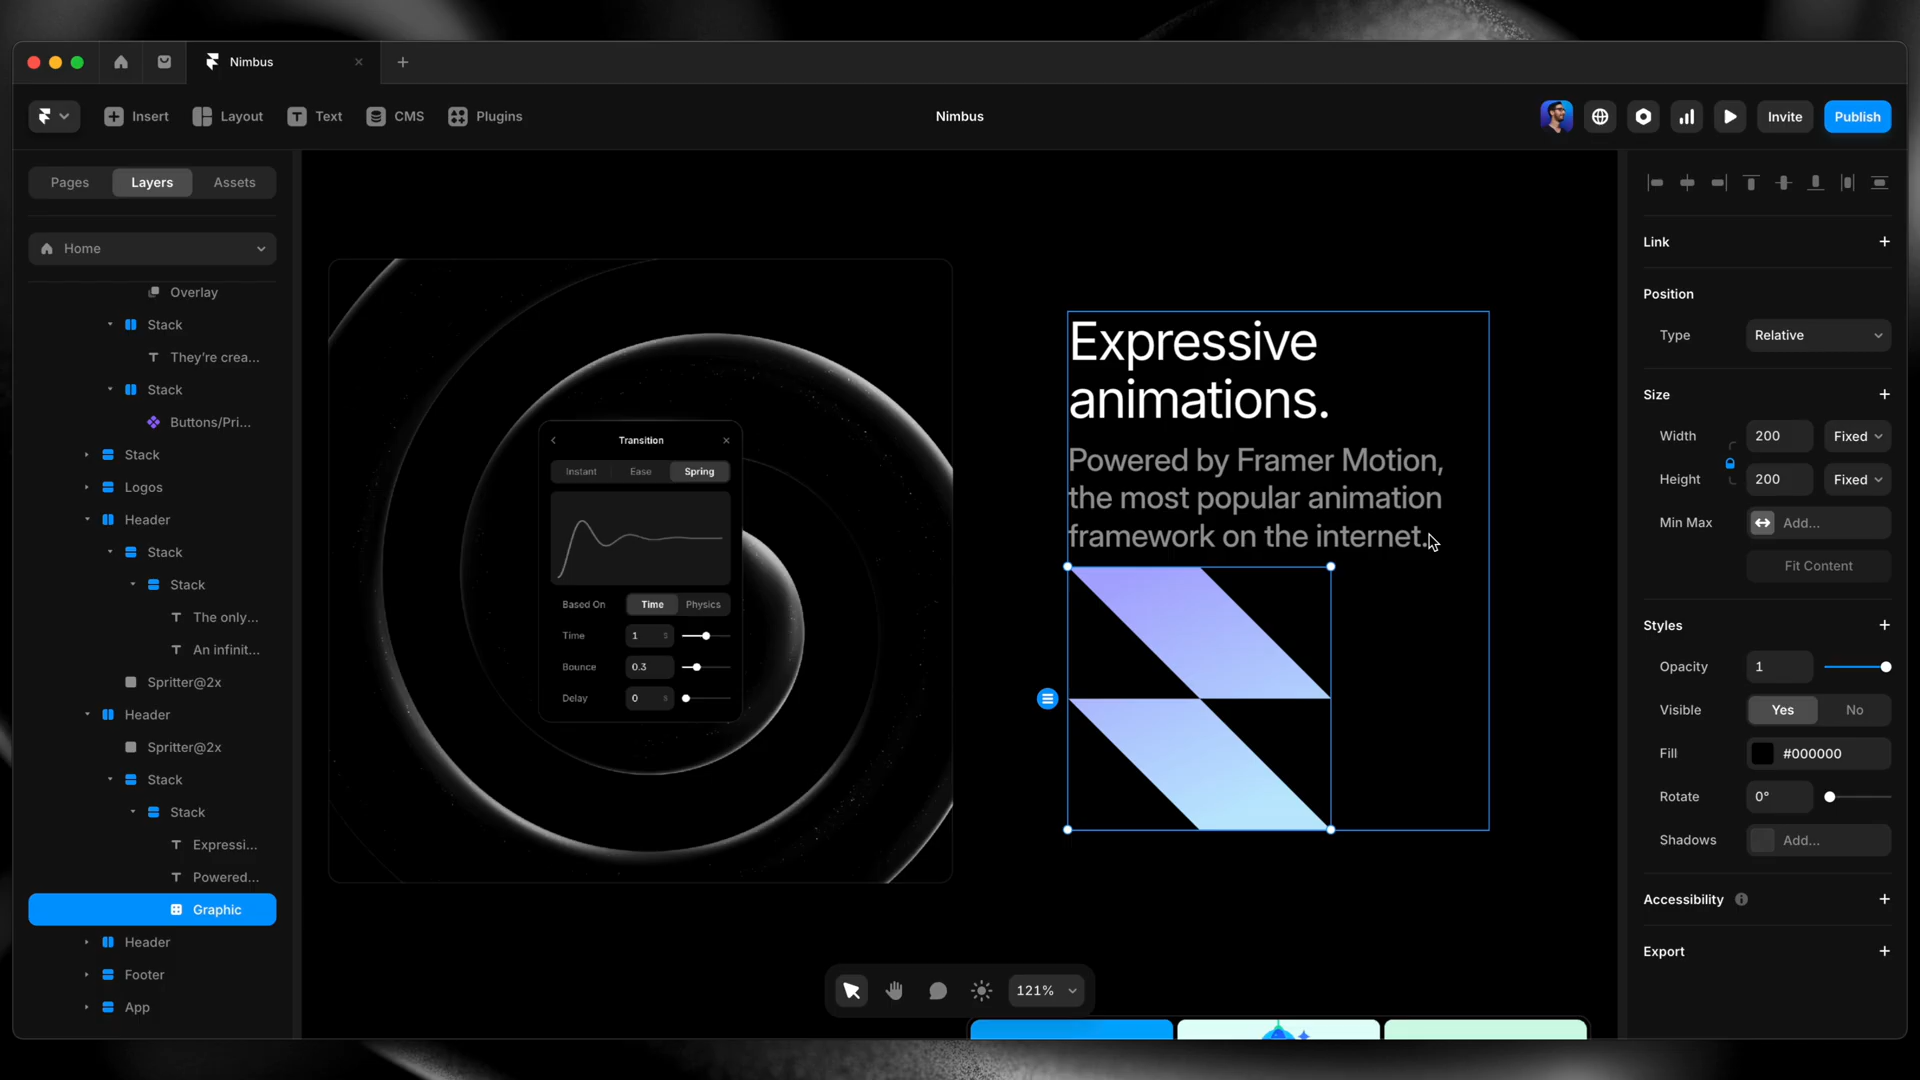 Nimbus
Insert
Layout
Text
CMS
Plugins
Nimbus
Invite
Publish
Pages
Layers
Assets
Home
Overlay
Stack
They’re crea...
Stack
Buttons/Pri...
Stack
Logos
Header
Stack
Stack
The only...
An infinit...
Spritter@2x
Header
Spritter@2x
Stack
Stack
Expressi...
Powered...
Graphic
Header
Footer
App
Transition
Instant
Ease
Spring
Based On
Time
Physics
Time
1
S
Bounce
0.3
Delay
0
S
Expressive
animations.
Powered by Framer Motion,
the most popular animation
framework on the internet.
121%
Link
Position
Type
Relative
Size
Width
200
Fixed
Height
200
Fixed
Min Max
Add...
Fit Content
Styles
Opacity
1
Visible
Yes
No
Fill
#000000
Rotate
0°
Shadows
Add...
Accessibility
Export